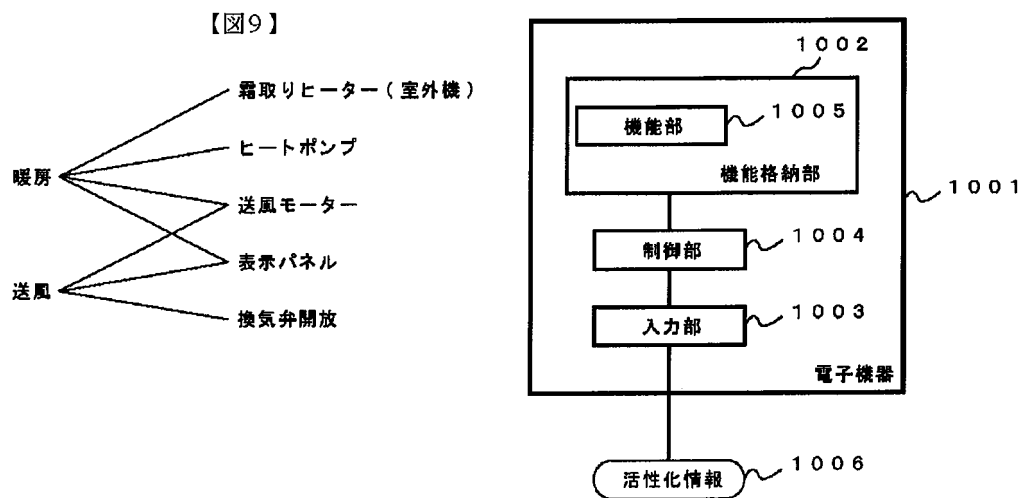 【図9】
霜取りヒーター（室外機）
ヒートポンプ
暖房
送風モーター
表示パネル
送風
換気弁開放
１００２
機能部
１００５
機能格納部
１００１
制御部
１００４
入力部
１００３
電子機器
活性化情報
１００６